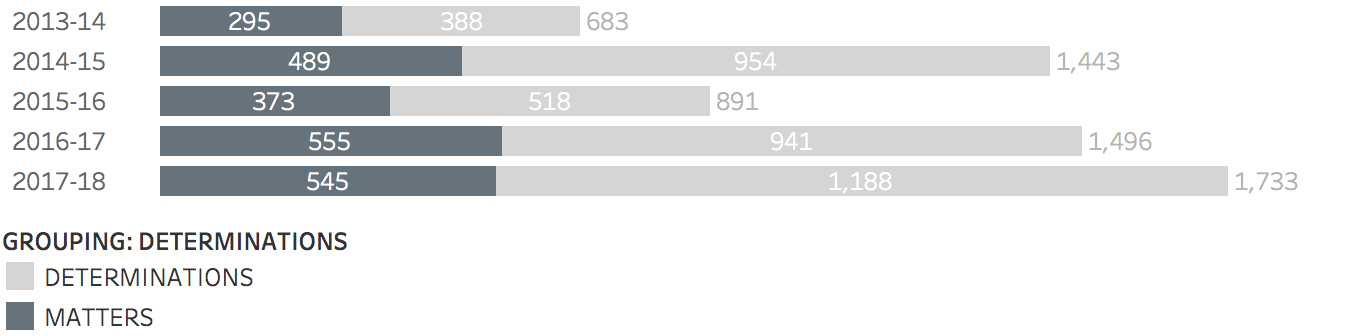 2013-14 295 388 683
2014-15 489 954 1,443
2015-16 373 518 891
2016-17 555 941 1,496
2017-18 545 1,188 1,733
GROUPING: DETERMINATIONS
DETERMINATIONS
MATTERS